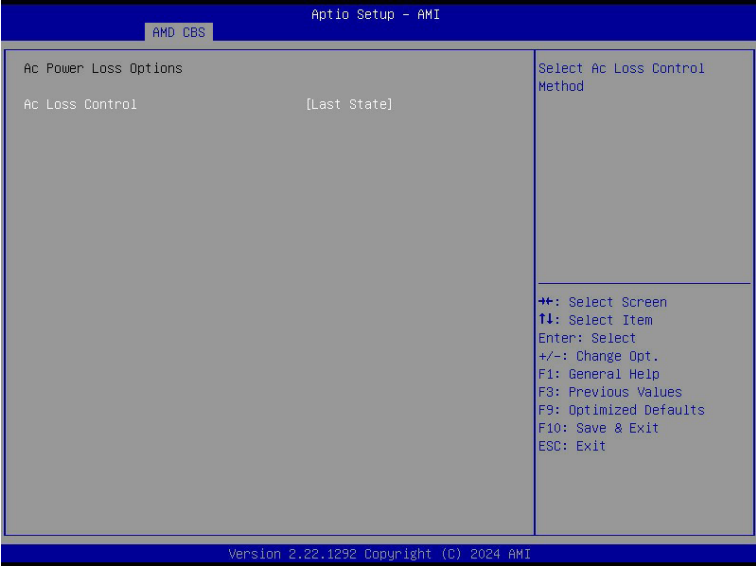 Aptio Setup - AMI
AMD CBS
Ac Power Loss Options
Ac Loss Control [Last State]
Select Ac Loss Control
Method
→←: Select Screen
↑↓: Select Item
Enter: Select
+/-: Change Opt.
F1: General Help
F3: Previous Values
F9: Optimized Defaults
F10: Save & Exit
ESC: Exit
Version 2.22.1292 Copyright (C) 2024 AMI